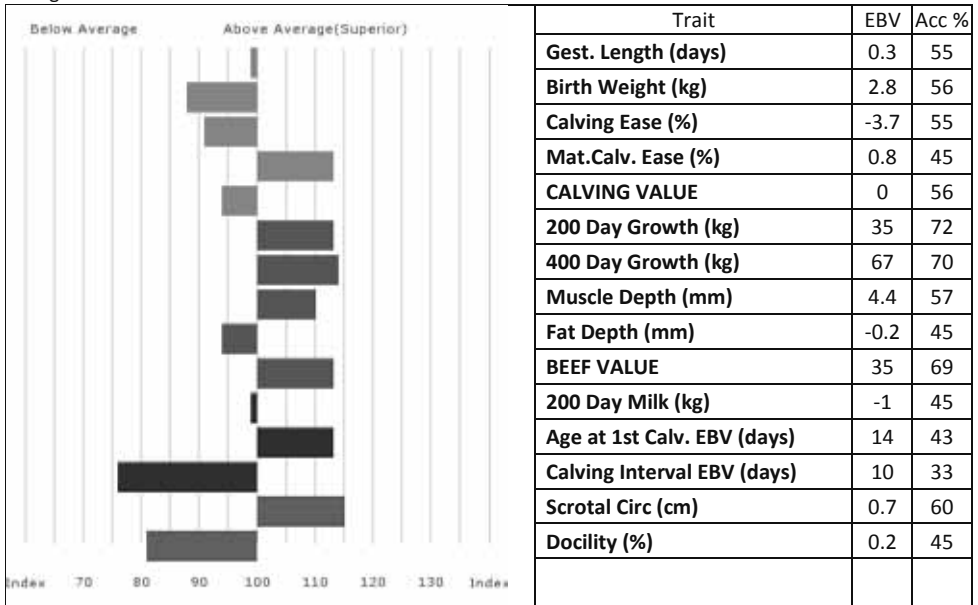 Below Average Above Average(Superior)
Index 70 80 90 100 110 120 130 Index
Trait EBV Acc %
Gest. Length (days) 0.3 55
Birth Weight (kg) 2.8 56
Calving Ease (%) -3.7 55
Mat.Calv. Ease (%) 0.8 45
CALVING VALUE 0 56
200 Day Growth (kg) 35 72
400 Day Growth (kg) 67 70
Muscle Depth (mm) 4.4 57
Fat Depth (mm) -0.2 45
BEEF VALUE 35 69
200 Day Milk (kg) -1 45
Age at 1st Calv. EBV (days) 14 43
Calving Interval EBV (days) 10 33
Scrotal Circ (cm) 0.7 60
Docility (%) 0.2 45